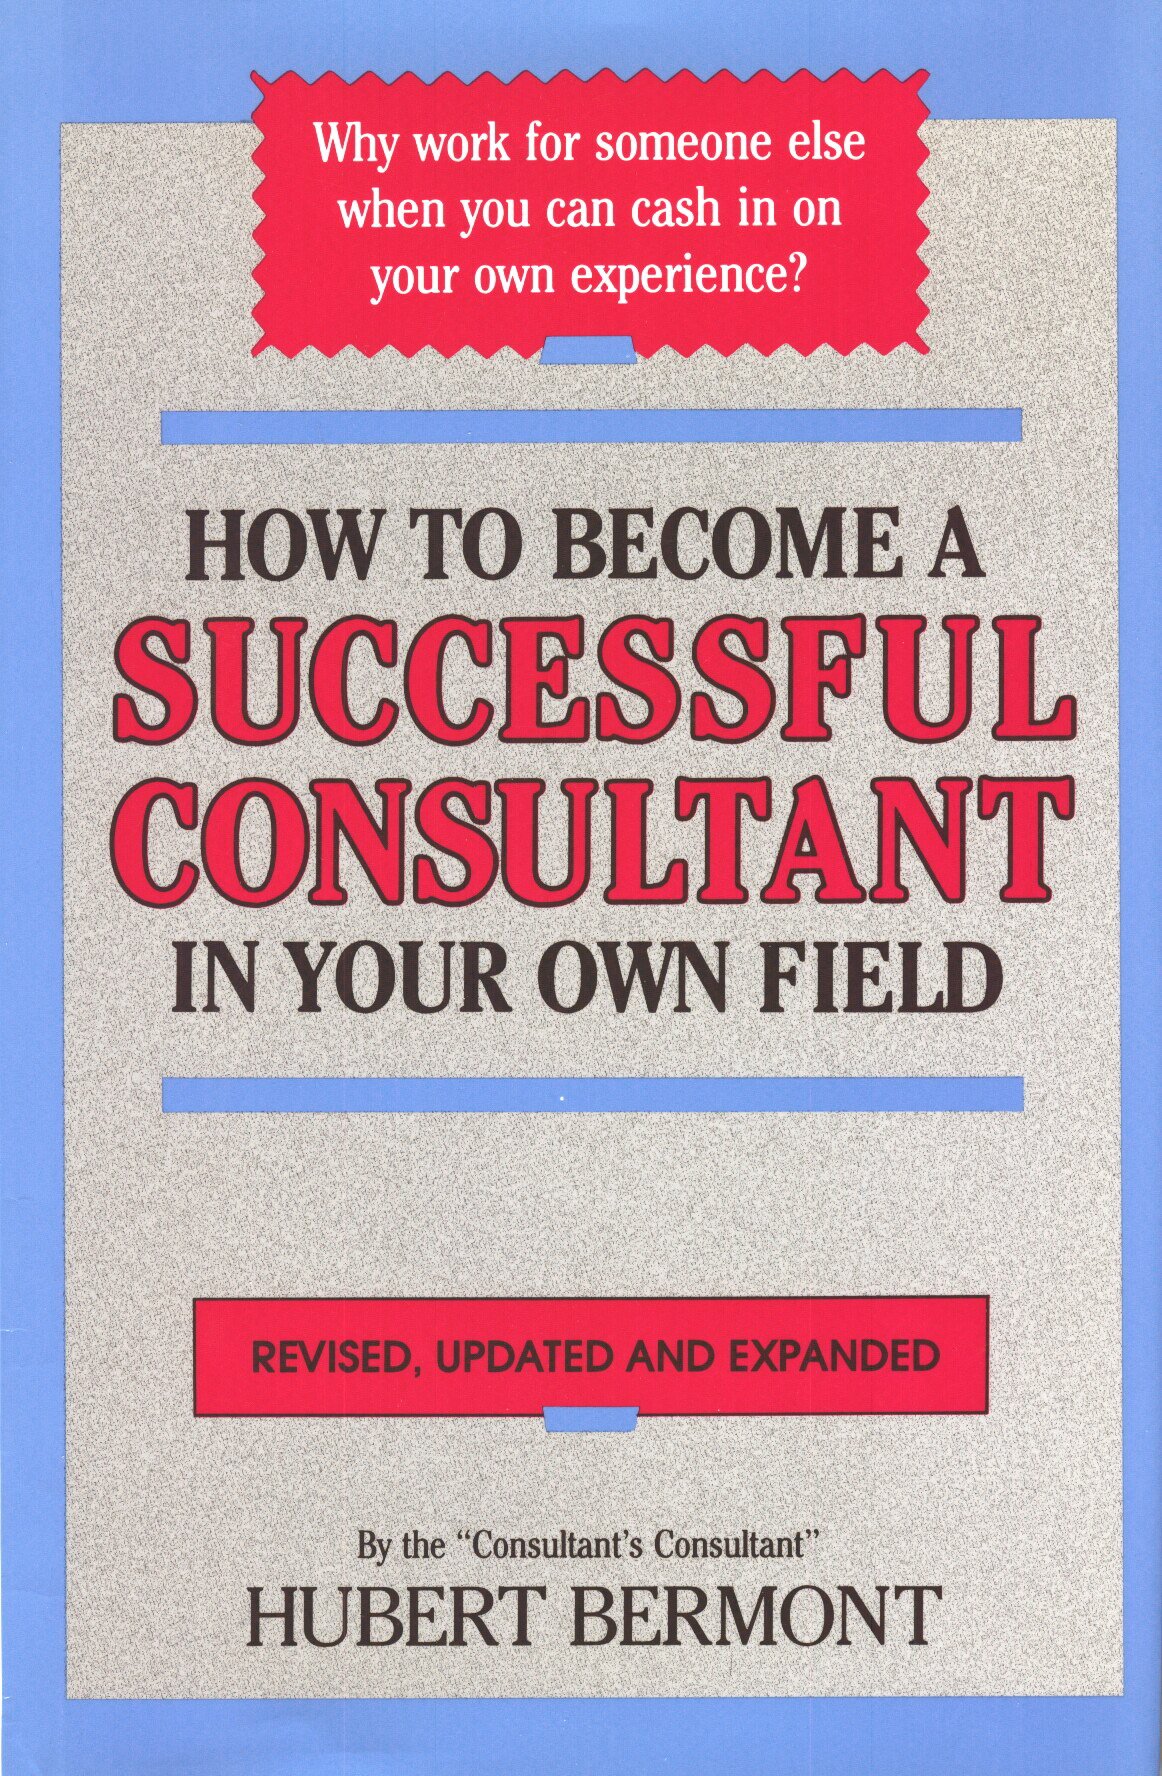 Why work for someone else
when you can cash in on
your own experience?
HOW TO BECOME A
SUCCESSFUL
CONSULTANT
IN YOUR OWN FIELD
REVISED, UPDATED AND EXPANDED
By the “Consultant’s Consultant”
HUBERT BERMONT